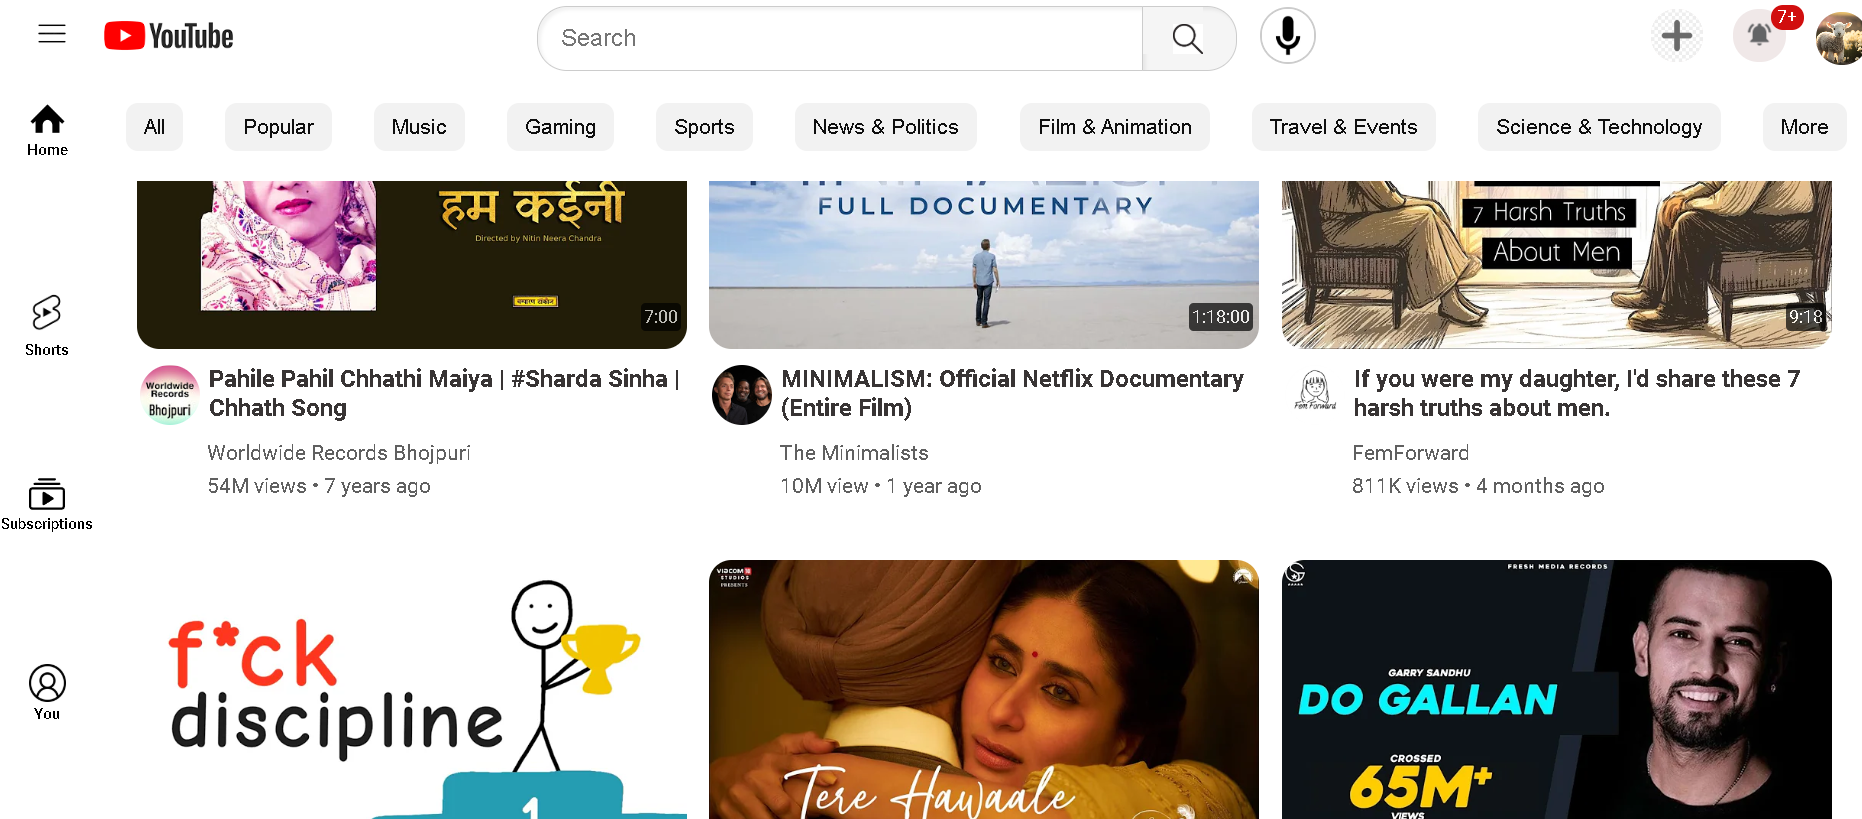 YouTube
Search
7+
All
Popular
Music
Gaming
Sports
News & Politics
Film & Animation
Travel & Events
Science & Technology
More
Home
Shorts
Subscriptions
You
हम कईनी
Directed by Nitin Neera Chandra
7:00
FULL DOCUMENTARY
1:18:00
7 Harsh Truths
About Men
9:18
Worldwide
Records
Bhojpuri
Pahile Pahil Chhathi Maiya | #Sharda Sinha |
Chhath Song
Worldwide Records Bhojpuri
54M views • 7 years ago
MINIMALISM: Official Netflix Documentary
(Entire Film)
The Minimalists
10M view • 1 year ago
Fem Forward
If you were my daughter, I'd share these 7
harsh truths about men.
FemForward
811K views • 4 months ago
f*ck
discipline
1
VIACOM 18
STUDIOS
PRESENTS
Tere Hawaale
FRESH MEDIA RECORDS
GARRY SANDHU
DO GALLAN
CROSSED
65M+
VIEWS